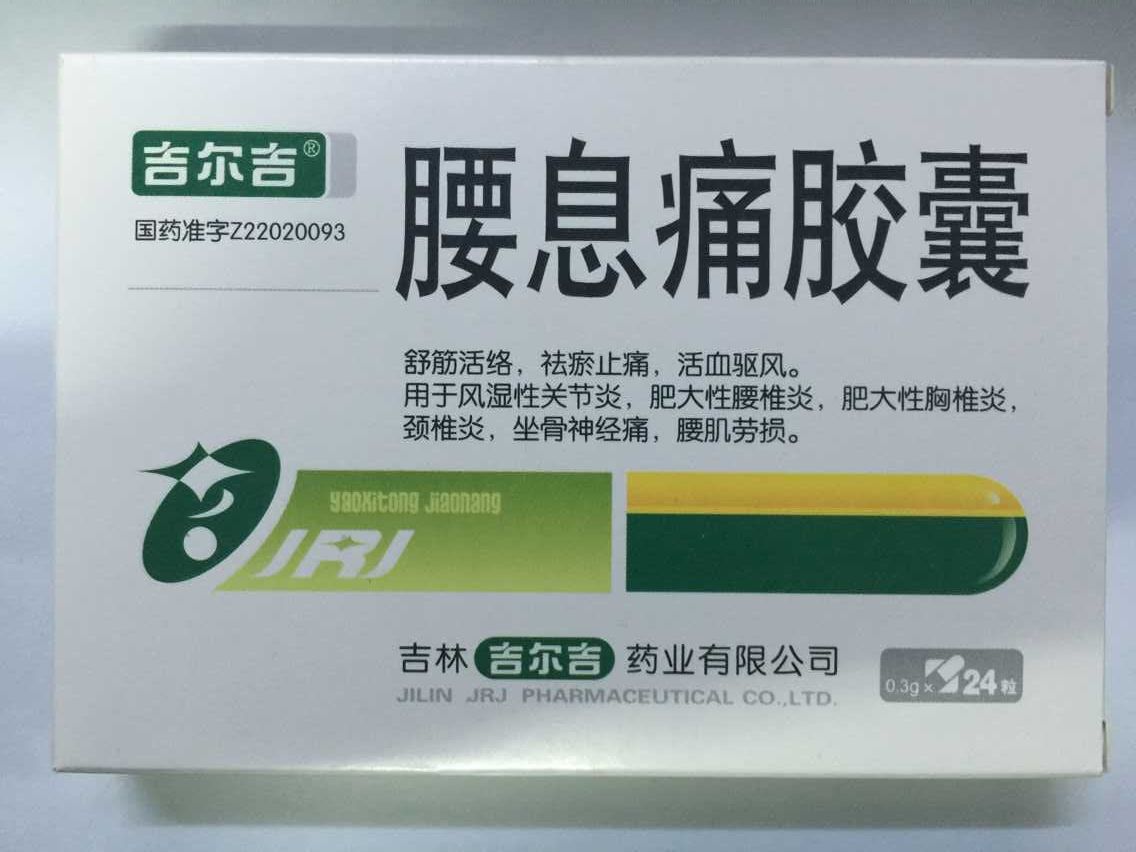 吉尔吉®
国药准字Z22020093
腰息痛胶囊
舒筋活络，祛瘀止痛，活血驱风。
用于风湿性关节炎，肥大性腰椎炎，肥大性胸椎炎，
颈椎炎，坐骨神经痛，腰肌劳损。
yaoxitong jiaonang
JRJ
吉林吉尔吉药业有限公司
JILIN JRJ PHARMACEUTICAL CO.,LTD.
0.3g×24粒